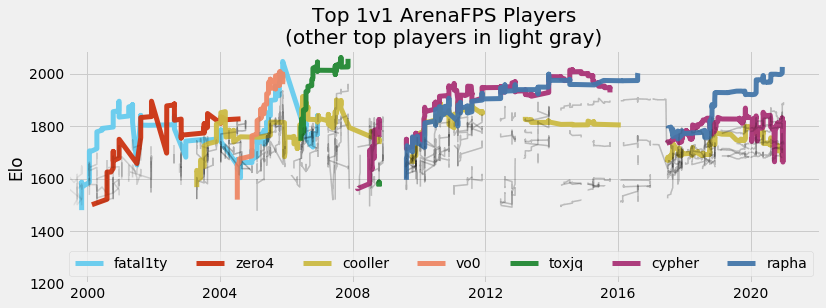 Top 1v1 ArenaFPS Players
(other top players in light gray)
2000
1800
1600
1400
1200
Elo
fatal1ty zero4 cooller vo0 toxjq cypher rapha
2000 2004 2008 2012 2016 2020